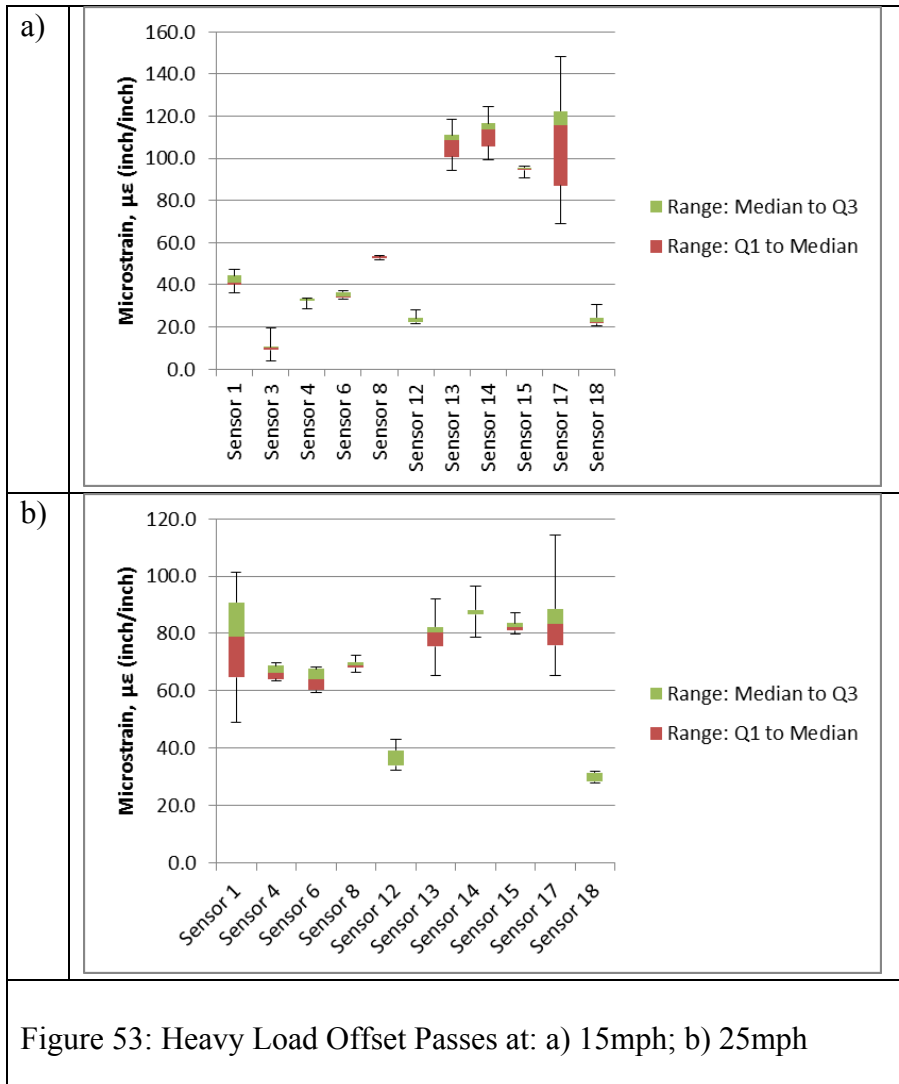 a)
160.0
140.0
120.0
100.0
80.0
60.0
40.0
20.0
0.0
Microstrain, µε (inch/inch)
Sensor 1
Sensor 3
Sensor 4
Sensor 6
Sensor 8
Sensor 12
Sensor 13
Sensor 14
Sensor 15
Sensor 17
Sensor 18
Range: Median to Q3
Range: Q1 to Median
b)
120.0
100.0
80.0
60.0
40.0
20.0
0.0
Microstrain, µε (inch/inch)
Sensor 1
Sensor 4
Sensor 6
Sensor 8
Sensor 12
Sensor 13
Sensor 14
Sensor 15
Sensor 17
Sensor 18
Range: Median to Q3
Range: Q1 to Median
Figure 53: Heavy Load Offset Passes at: a) 15mph; b) 25mph